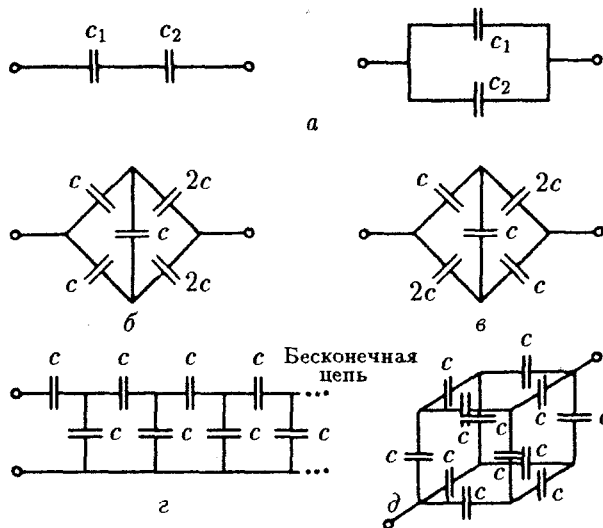 c₁ c₂
c₁
c₂
а
c 2c
c
c 2c
б
c 2c
c
2c c
в
c c c c
Бесконечная
цепь
...
c c c c
...
г
c
c c
c c c
c c c c
c c
д